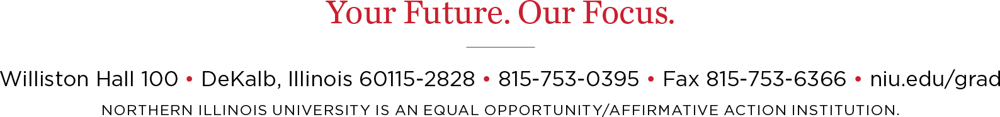 Your Future. Our Focus.
Williston Hall 100 • DeKalb, Illinois 60115-2828 • 815-753-0395 • Fax 815-753-6366 • niu.edu/grad
NORTHERN ILLINOIS UNIVERSITY IS AN EQUAL OPPORTUNITY/AFFIRMATIVE ACTION INSTITUTION.